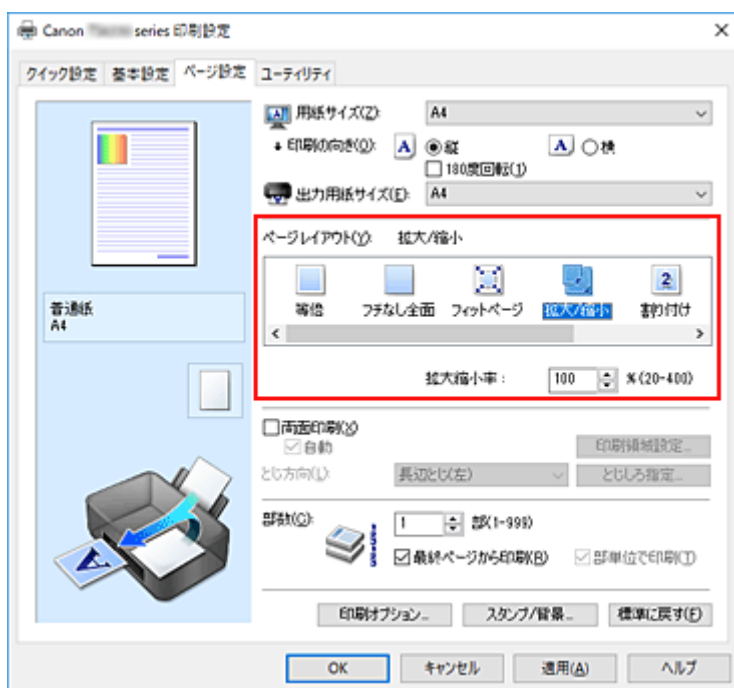 Canon series 印刷設定
クイック設定 基本設定 ページ設定 ユーティリティ
用紙サイズ(Z): A4
印刷の向き(O): A 縦 A 横
180度回転(1)
出力用紙サイズ(E): A4
ページレイアウト(Y): 拡大/縮小
等倍 フチなし全面 フィットページ 拡大/縮小 2 割り付け
拡大縮小率: 100 % (20-400)
普通紙
A4
両面印刷(X)
自動 印刷領域設定...
とじ方向(L): 長辺とじ(左) とじしろ指定...
部数(C): 1 部(1-999)
最終ページから印刷(R) 部単位で印刷(T)
印刷オプション... スタンプ/背景... 標準に戻す(F)
OK キャンセル 適用(A) ヘルプ